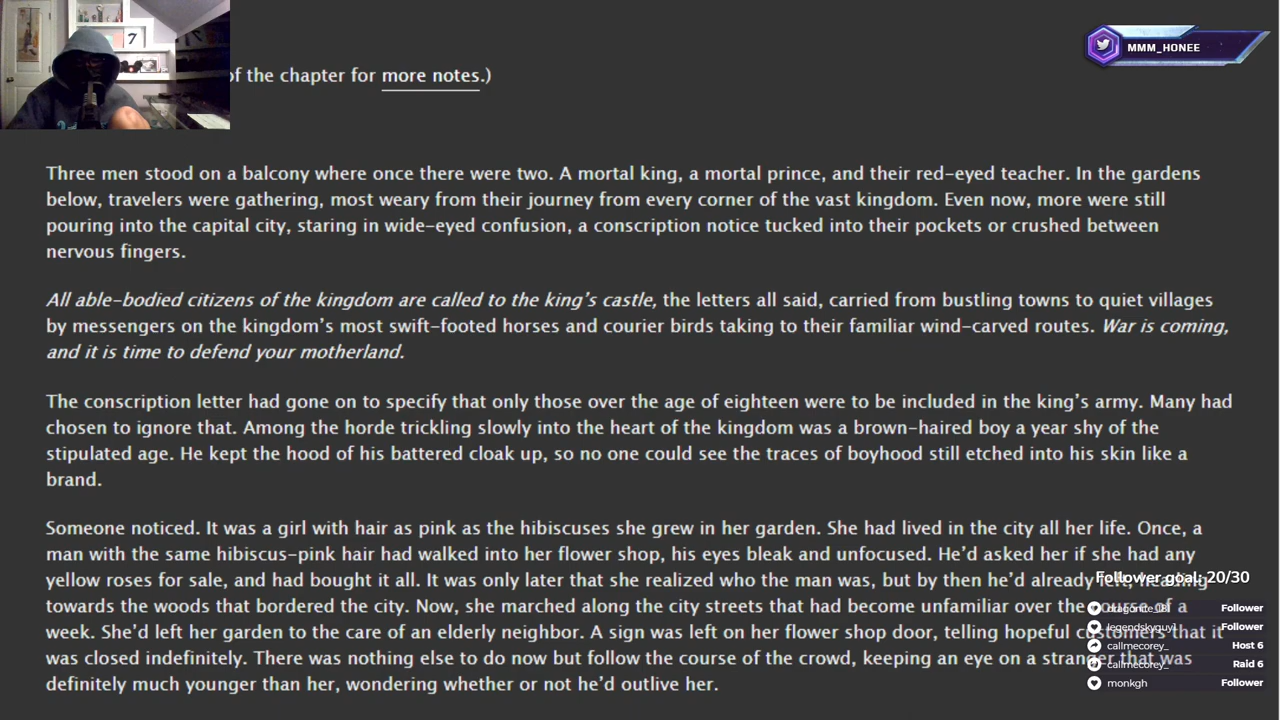 7
MMM_HONEE
of the chapter for more notes.)
Three men stood on a balcony where once there were two. A mortal king, a mortal prince, and their red-eyed teacher. In the gardens
below, travelers were gathering, most weary from their journey from every corner of the vast kingdom. Even now, more were still
pouring into the capital city, staring in wide-eyed confusion, a conscription notice tucked into their pockets or crushed between
nervous fingers.
All able-bodied citizens of the kingdom are called to the king's castle, the letters all said, carried from bustling towns to quiet villages
by messengers on the kingdom's most swift-footed horses and courier birds taking to their familiar wind-carved routes. War is coming,
and it is time to defend your motherland.
The conscription letter had gone on to specify that only those over the age of eighteen were to be included in the king's army. Many had
chosen to ignore that. Among the horde trickling slowly into the heart of the kingdom was a brown-haired boy a year shy of the
stipulated age. He kept the hood of his battered cloak up, so no one could see the traces of boyhood still etched into his skin like a
brand.
Someone noticed. It was a girl with hair as pink as the hibiscuses she grew in her garden. She had lived in the city all her life. Once, a
man with the same hibiscus-pink hair had walked into her flower shop, his eyes bleak and unfocused. He'd asked her if she had any
yellow roses for sale, and had bought it all. It was only later that she realized who the man was, but by then he'd already left, heading
towards the woods that bordered the city. Now, she marched along the city streets that had become unfamiliar over the course of a
week. She'd left her garden to the care of an elderly neighbor. A sign was left on her flower shop door, telling hopeful customers that it
was closed indefinitely. There was nothing else to do now but follow the course of the crowd, keeping an eye on a stranger that was
definitely much younger than her, wondering whether or not he'd outlive her.
Follower goal: 20/30
Follower
legendskyguy1 Follower
callmecorey_ Host 6
callmecorey_ Raid 6
monkgh Follower